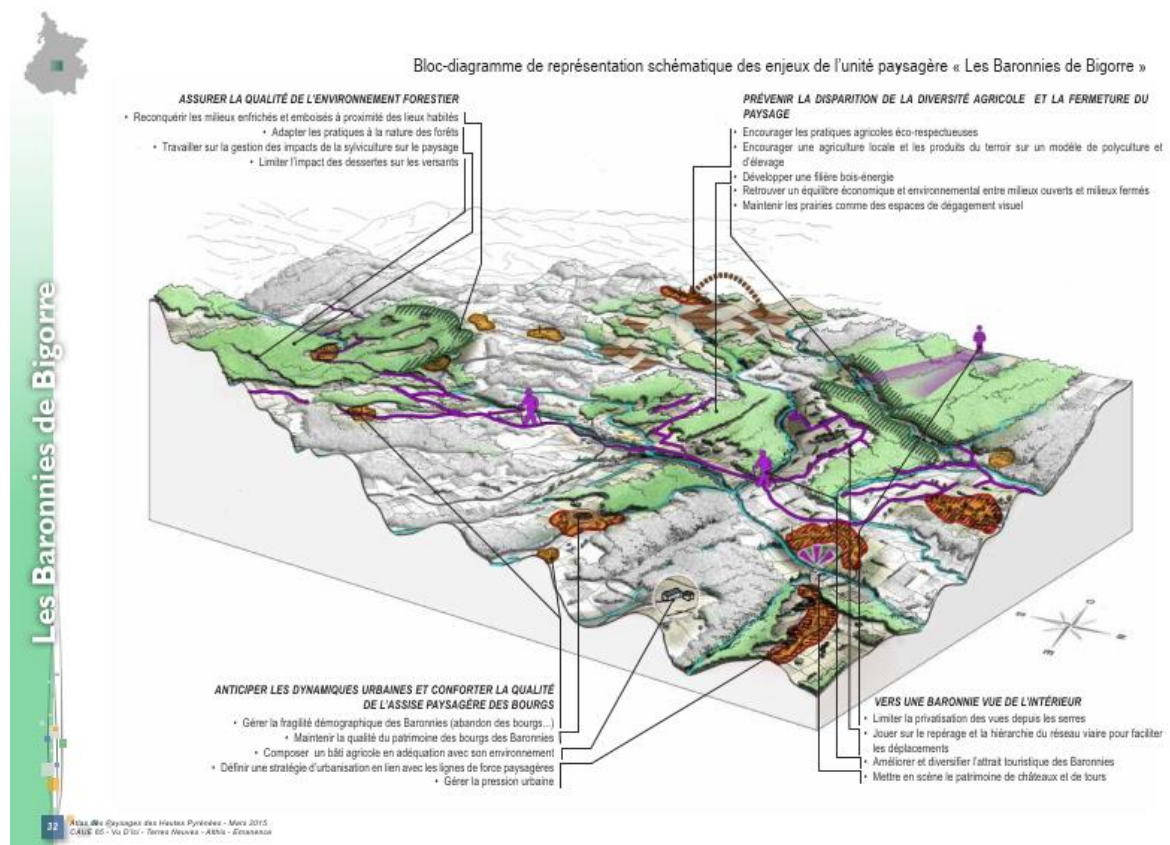 Bloc-diagramme de représentation schématique des enjeux de l'unité paysagère « Les Baronnies de Bigorre »
ASSURER LA QUALITÉ DE L'ENVIRONNEMENT FORESTIER
• Reconquérir les milieux enfrichés et emboisés à proximité des lieux habités
• Adapter les pratiques à la nature des forêts
• Travailler sur la gestion des impacts de la sylviculture sur le paysage
• Limiter l'impact des dessertes sur les versants
PRÉVENIR LA DISPARITION DE LA DIVERSITÉ AGRICOLE ET LA FERMETURE DU
PAYSAGE
• Encourager les pratiques agricoles éco-respectueuses
• Encourager une agriculture locale et les produits du terroir sur un modèle de polyculture et
d'élevage
• Développer une filière bois-énergie
• Retrouver un équilibre économique et environnemental entre milieux ouverts et milieux fermés
• Maintenir les prairies comme des espaces de dégagement visuel
Les Baronnies de Bigorre
S
O
N
E
ANTICIPER LES DYNAMIQUES URBAINES ET CONFORTER LA QUALITÉ
DE L'ASSISE PAYSAGÈRE DES BOURGS
• Gérer la fragilité démographique des Baronnies (abandon des bourgs...)
• Maintenir la qualité du patrimoine des bourgs des Baronnies
• Composer un bâti agricole en adéquation avec son environnement
• Définir une stratégie d'urbanisation en lien avec les lignes de force paysagères
• Gérer la pression urbaine
VERS UNE BARONNIE VUE DE L'INTÉRIEUR
• Limiter la privatisation des vues depuis les serres
• Jouer sur le repérage et la hiérarchie du réseau viaire pour faciliter
les déplacements
• Améliorer et diversifier l'attrait touristique des Baronnies
• Mettre en scène le patrimoine de châteaux et de tours
32
Atlas des Paysages des Hautes Pyrénées - Mars 2015
CAUE 65 - Vu D'Ici - Terres Neuves - Althis - Emanence